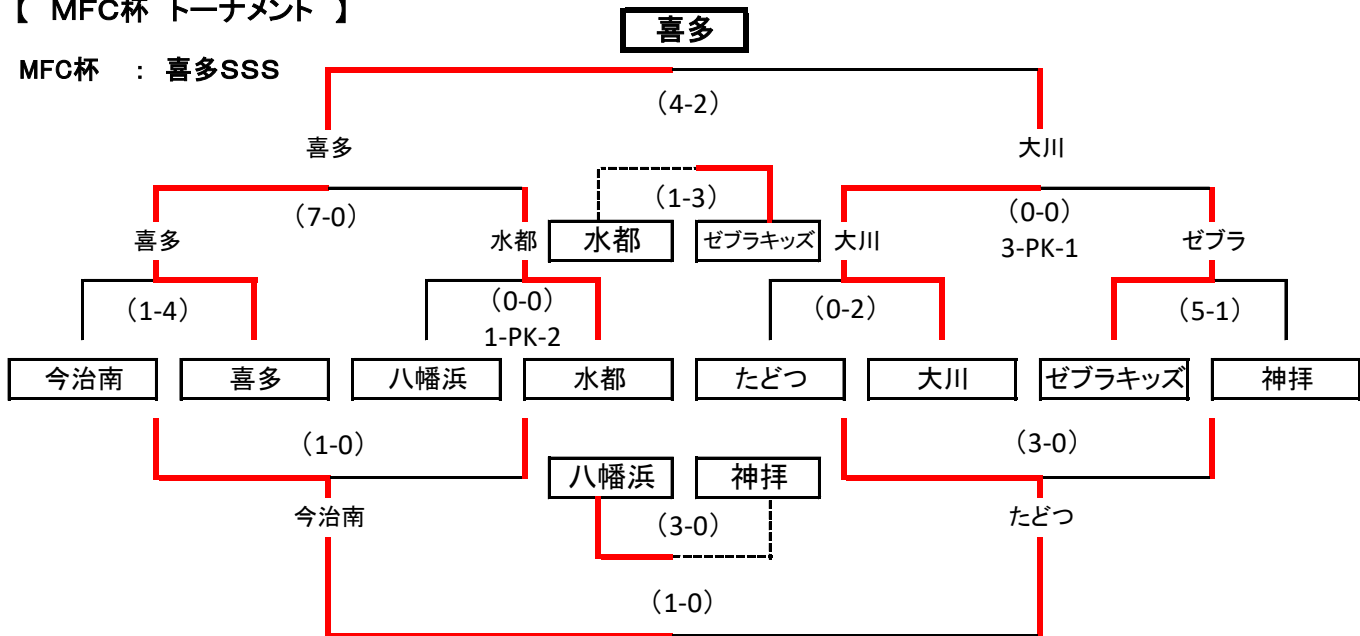 【 MFC杯 トーナメント 】
喜多
MFC杯 : 喜多SSS
(4-2)
喜多
大川
(1-3)
(7-0)
(0-0)
喜多
水都
水都
ゼブラキッズ
大川
3-PK-1
ゼブラ
(1-4)
(0-0)
(0-2)
(5-1)
1-PK-2
今治南
喜多
八幡浜
水都
たどつ
大川
ゼブラキッズ
神拝
(1-0)
(3-0)
八幡浜
神拝
今治南
(3-0)
たどつ
(1-0)